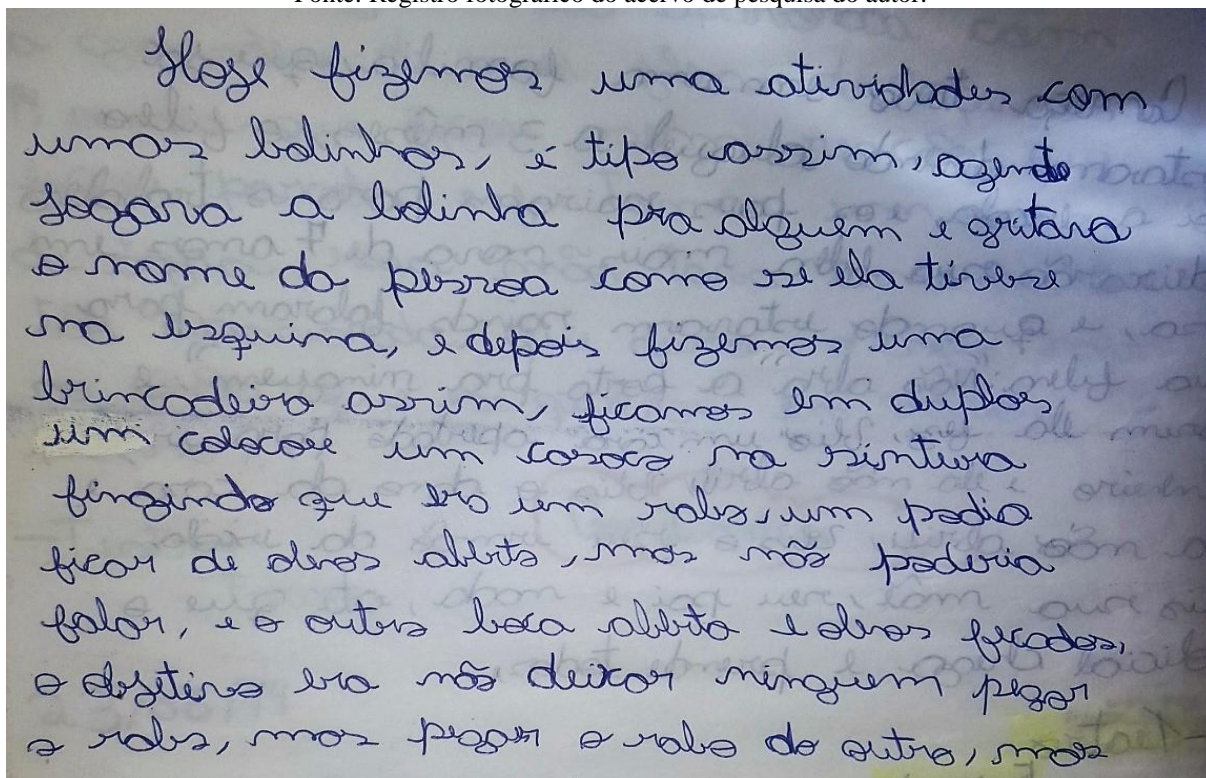 Fonte: Registro fotográfico do acervo de pesquisa do autor.
Hoje fizemos uma atividades com
umas bolinhas, é tipo assim, agente
jogava a bolinha pra alguem e gritava
o nome da pessoa como se ela tivese
na esquina, e depois fizemos uma
brincadeira assim, ficamos em duplas
um colocou um casaco na sintura
fingindo que era um rabo, um podia
ficar de olhos aberto, mas não poderia
falar, e o outro boca aberta e olhos fecados,
o objetivo era não deixar ninguem pegar
o rabo, mas pegar o rabo do outro, mas